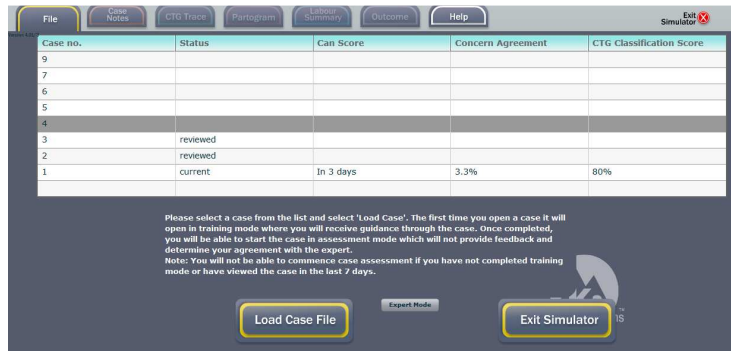 File
Case
Notes
CTG Trace
Partogram
Labour
Summary
Outcome
Help
Exit
Simulator
Case no. Status Can Score Concern Agreement CTG Classification Score
9
7
6
5
4
3 reviewed
2 reviewed
1 current In 3 days 3.3% 80%
Please select a case from the list and select 'Load Case'. The first time you open a case it will
open in training mode where you will receive guidance through the case. Once completed,
you will be able to start the case in assessment mode which will not provide feedback and
determine your agreement with the expert.
Note: You will not be able to commence case assessment if you have not completed training
mode or have viewed the case in the last 7 days.
Expert Mode
Load Case File
Exit Simulator